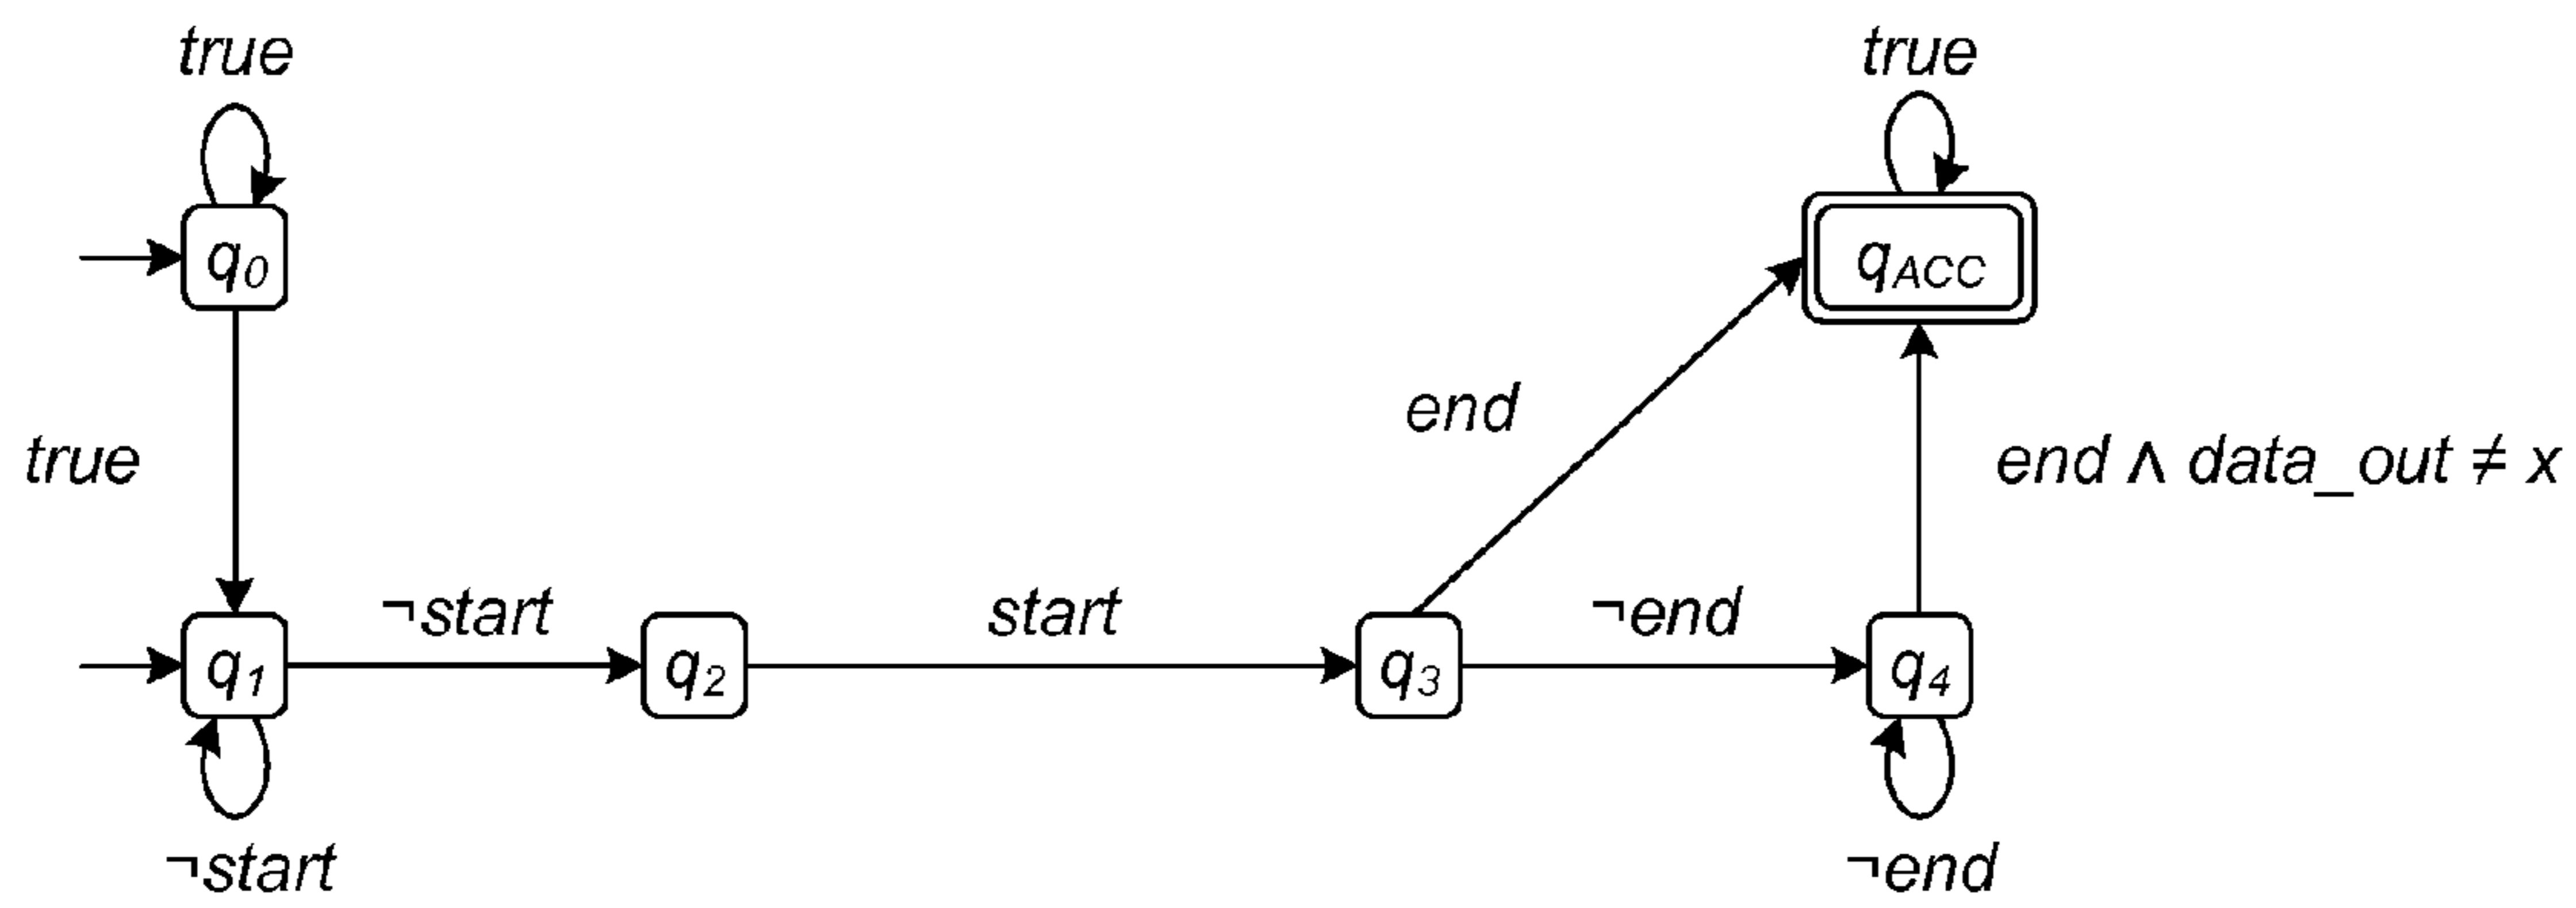 true
true
q0
qACC
end
true
end ∧ data_out ≠ x
¬start
start
¬end
q1
q2
q3
q4
¬start
¬end